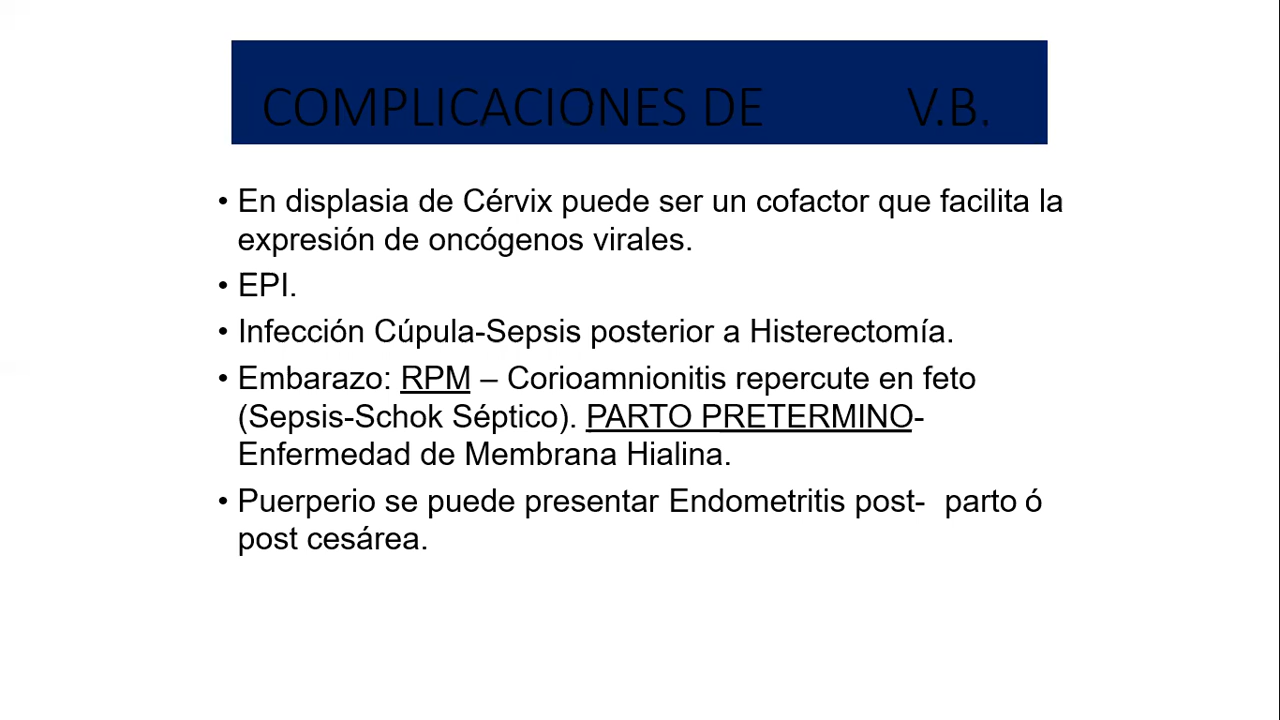 COMPLICACIONES DE V.B.
• En displasia de Cérvix puede ser un cofactor que facilita la
expresión de oncógenos virales.
• EPI.
• Infección Cúpula-Sepsis posterior a Histerectomía.
• Embarazo: RPM – Corioamnionitis repercute en feto
(Sepsis-Schok Séptico). PARTO PRETERMINO-
Enfermedad de Membrana Hialina.
• Puerperio se puede presentar Endometritis post- parto ó
post cesárea.